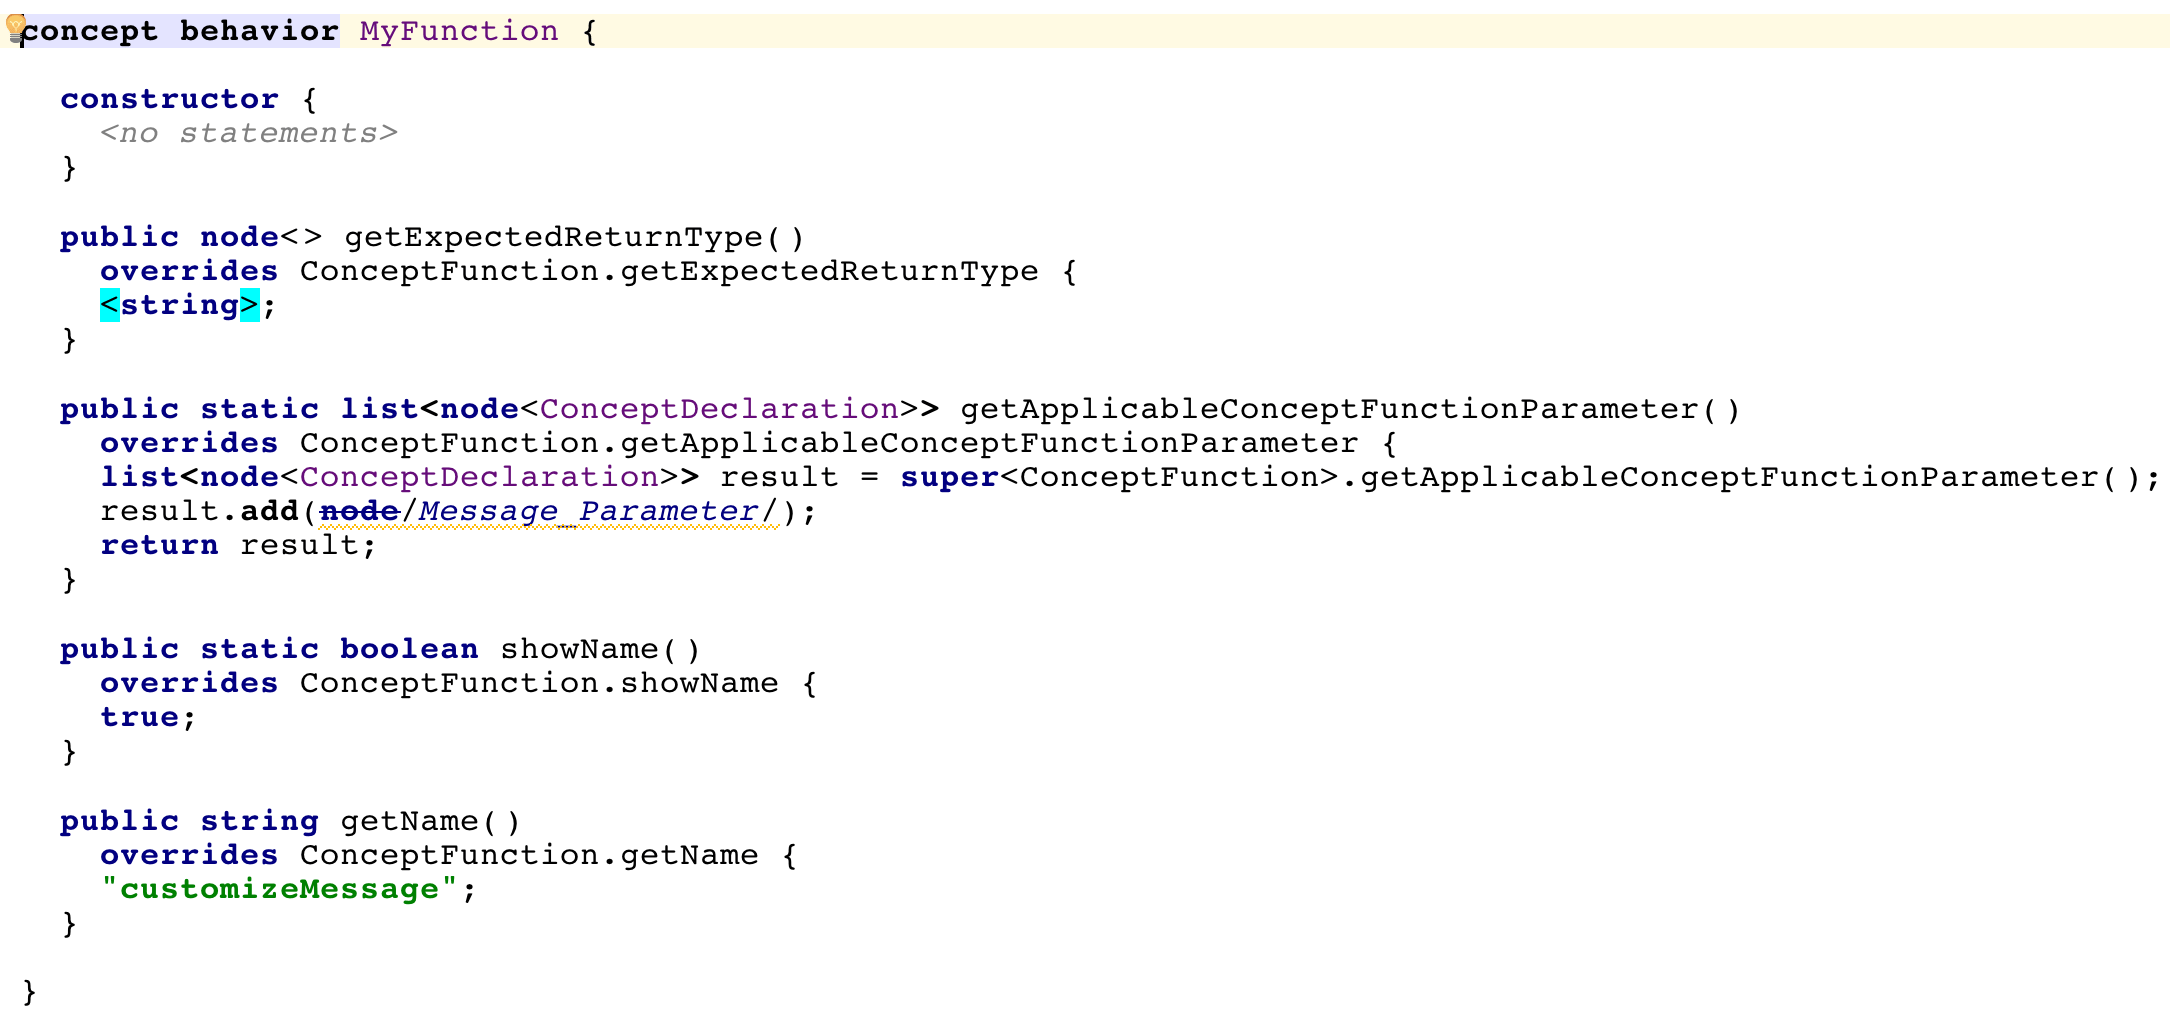 concept behavior MyFunction {
constructor {
<no statements>
}
public node<> getExpectedReturnType()
overrides ConceptFunction.getExpectedReturnType {
<string>;
}
public static list<node<ConceptDeclaration>> getApplicableConceptFunctionParameter()
overrides ConceptFunction.getApplicableConceptFunctionParameter {
list<node<ConceptDeclaration>> result = super<ConceptFunction>.getApplicableConceptFunctionParameter();
result.add(node/Message_Parameter/);
return result;
}
public static boolean showName()
overrides ConceptFunction.showName {
true;
}
public string getName()
overrides ConceptFunction.getName {
"customizeMessage";
}
}